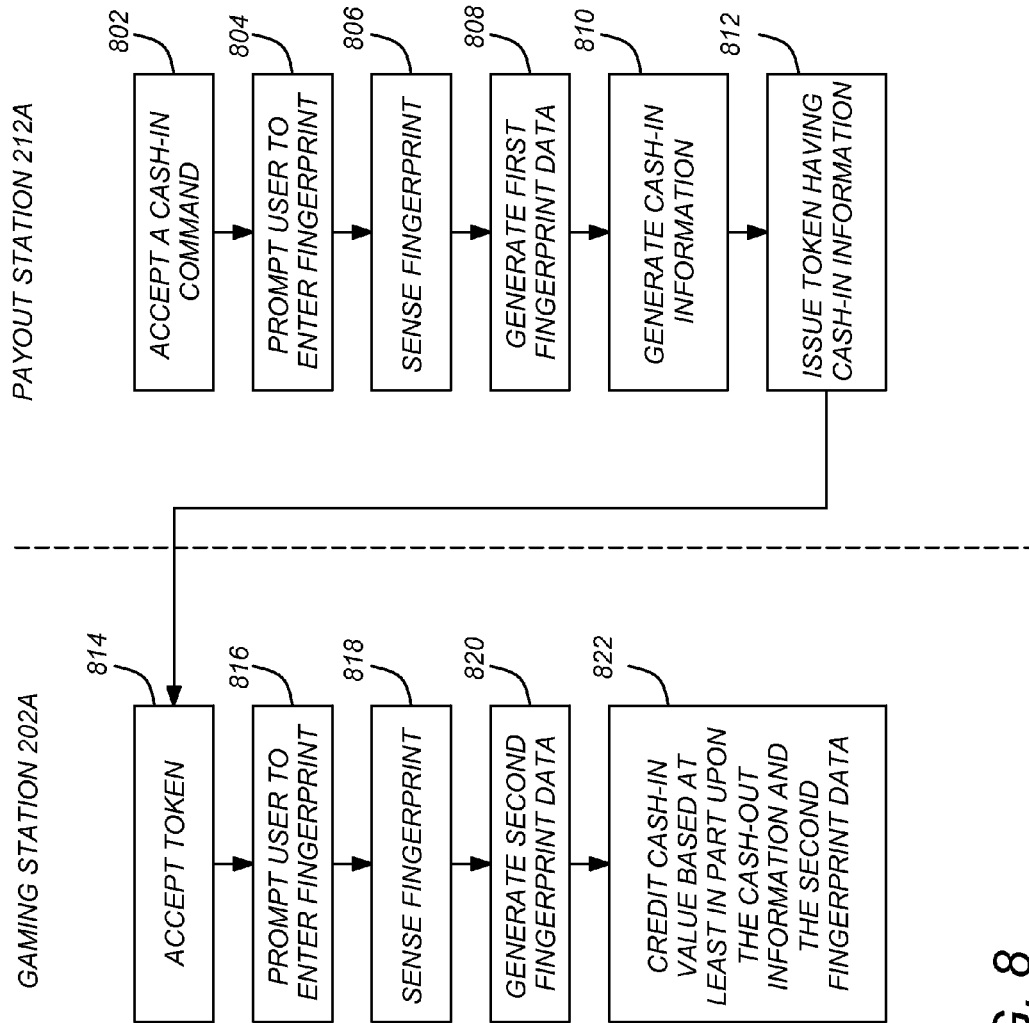 PAYOUT STATION 212A
802
ACCEPT A CASH-IN
COMMAND
804
PROMPT USER TO
ENTER FINGERPRINT
806
SENSE FINGERPRINT
808
GENERATE FIRST
FINGERPRINT DATA
810
GENERATE CASH-IN
INFORMATION
812
ISSUE TOKEN HAVING
CASH-IN INFORMATION
GAMING STATION 202A
814
ACCEPT TOKEN
816
PROMPT USER TO
ENTER FINGERPRINT
818
SENSE FINGERPRINT
820
GENERATE SECOND
FINGERPRINT DATA
822
CREDIT CASH-IN
VALUE BASED AT
LEAST IN PART UPON
THE CASH-OUT
INFORMATION AND
THE SECOND
FINGERPRINT DATA
G. 8